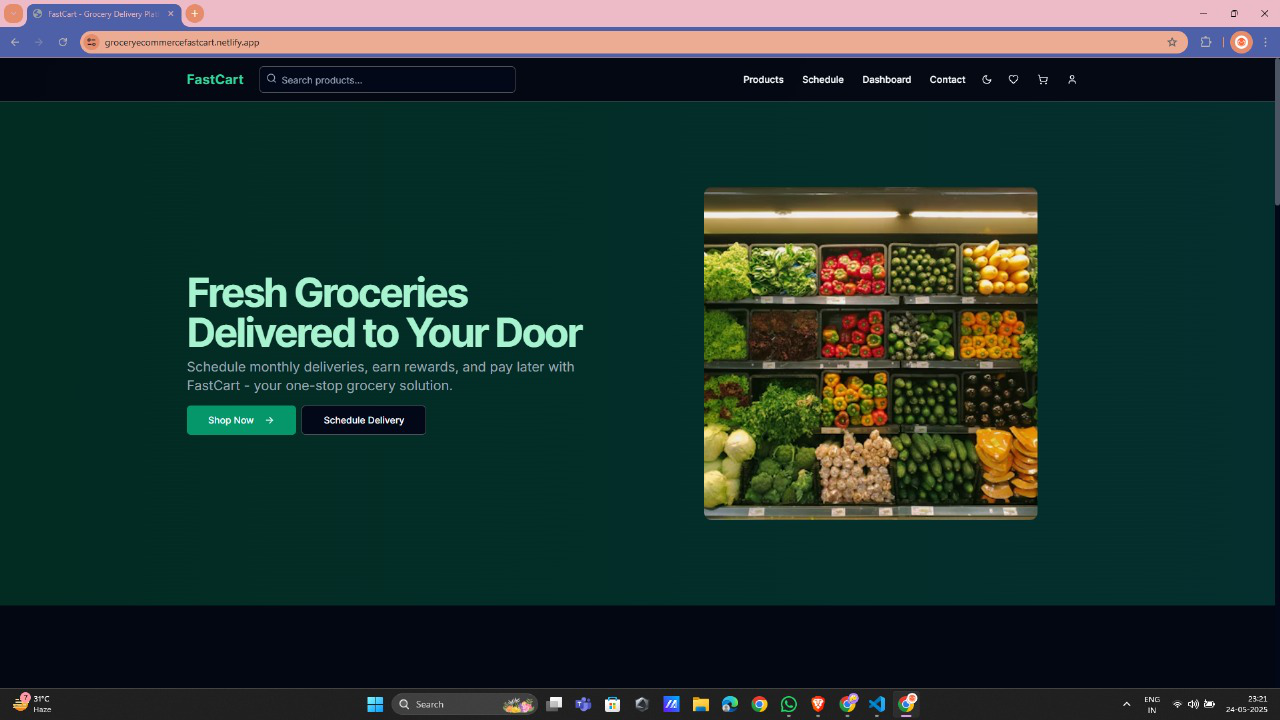 FastCart - Grocery Delivery Plat
groceryecommercefastcart.netlify.app
FastCart
Search products...
Products
Schedule
Dashboard
Contact
Fresh Groceries
Delivered to Your Door
Schedule monthly deliveries, earn rewards, and pay later with
FastCart - your one-stop grocery solution.
Shop Now
Schedule Delivery
7
31°C
Haze
Search
ENG
IN
23:21
24-05-2025